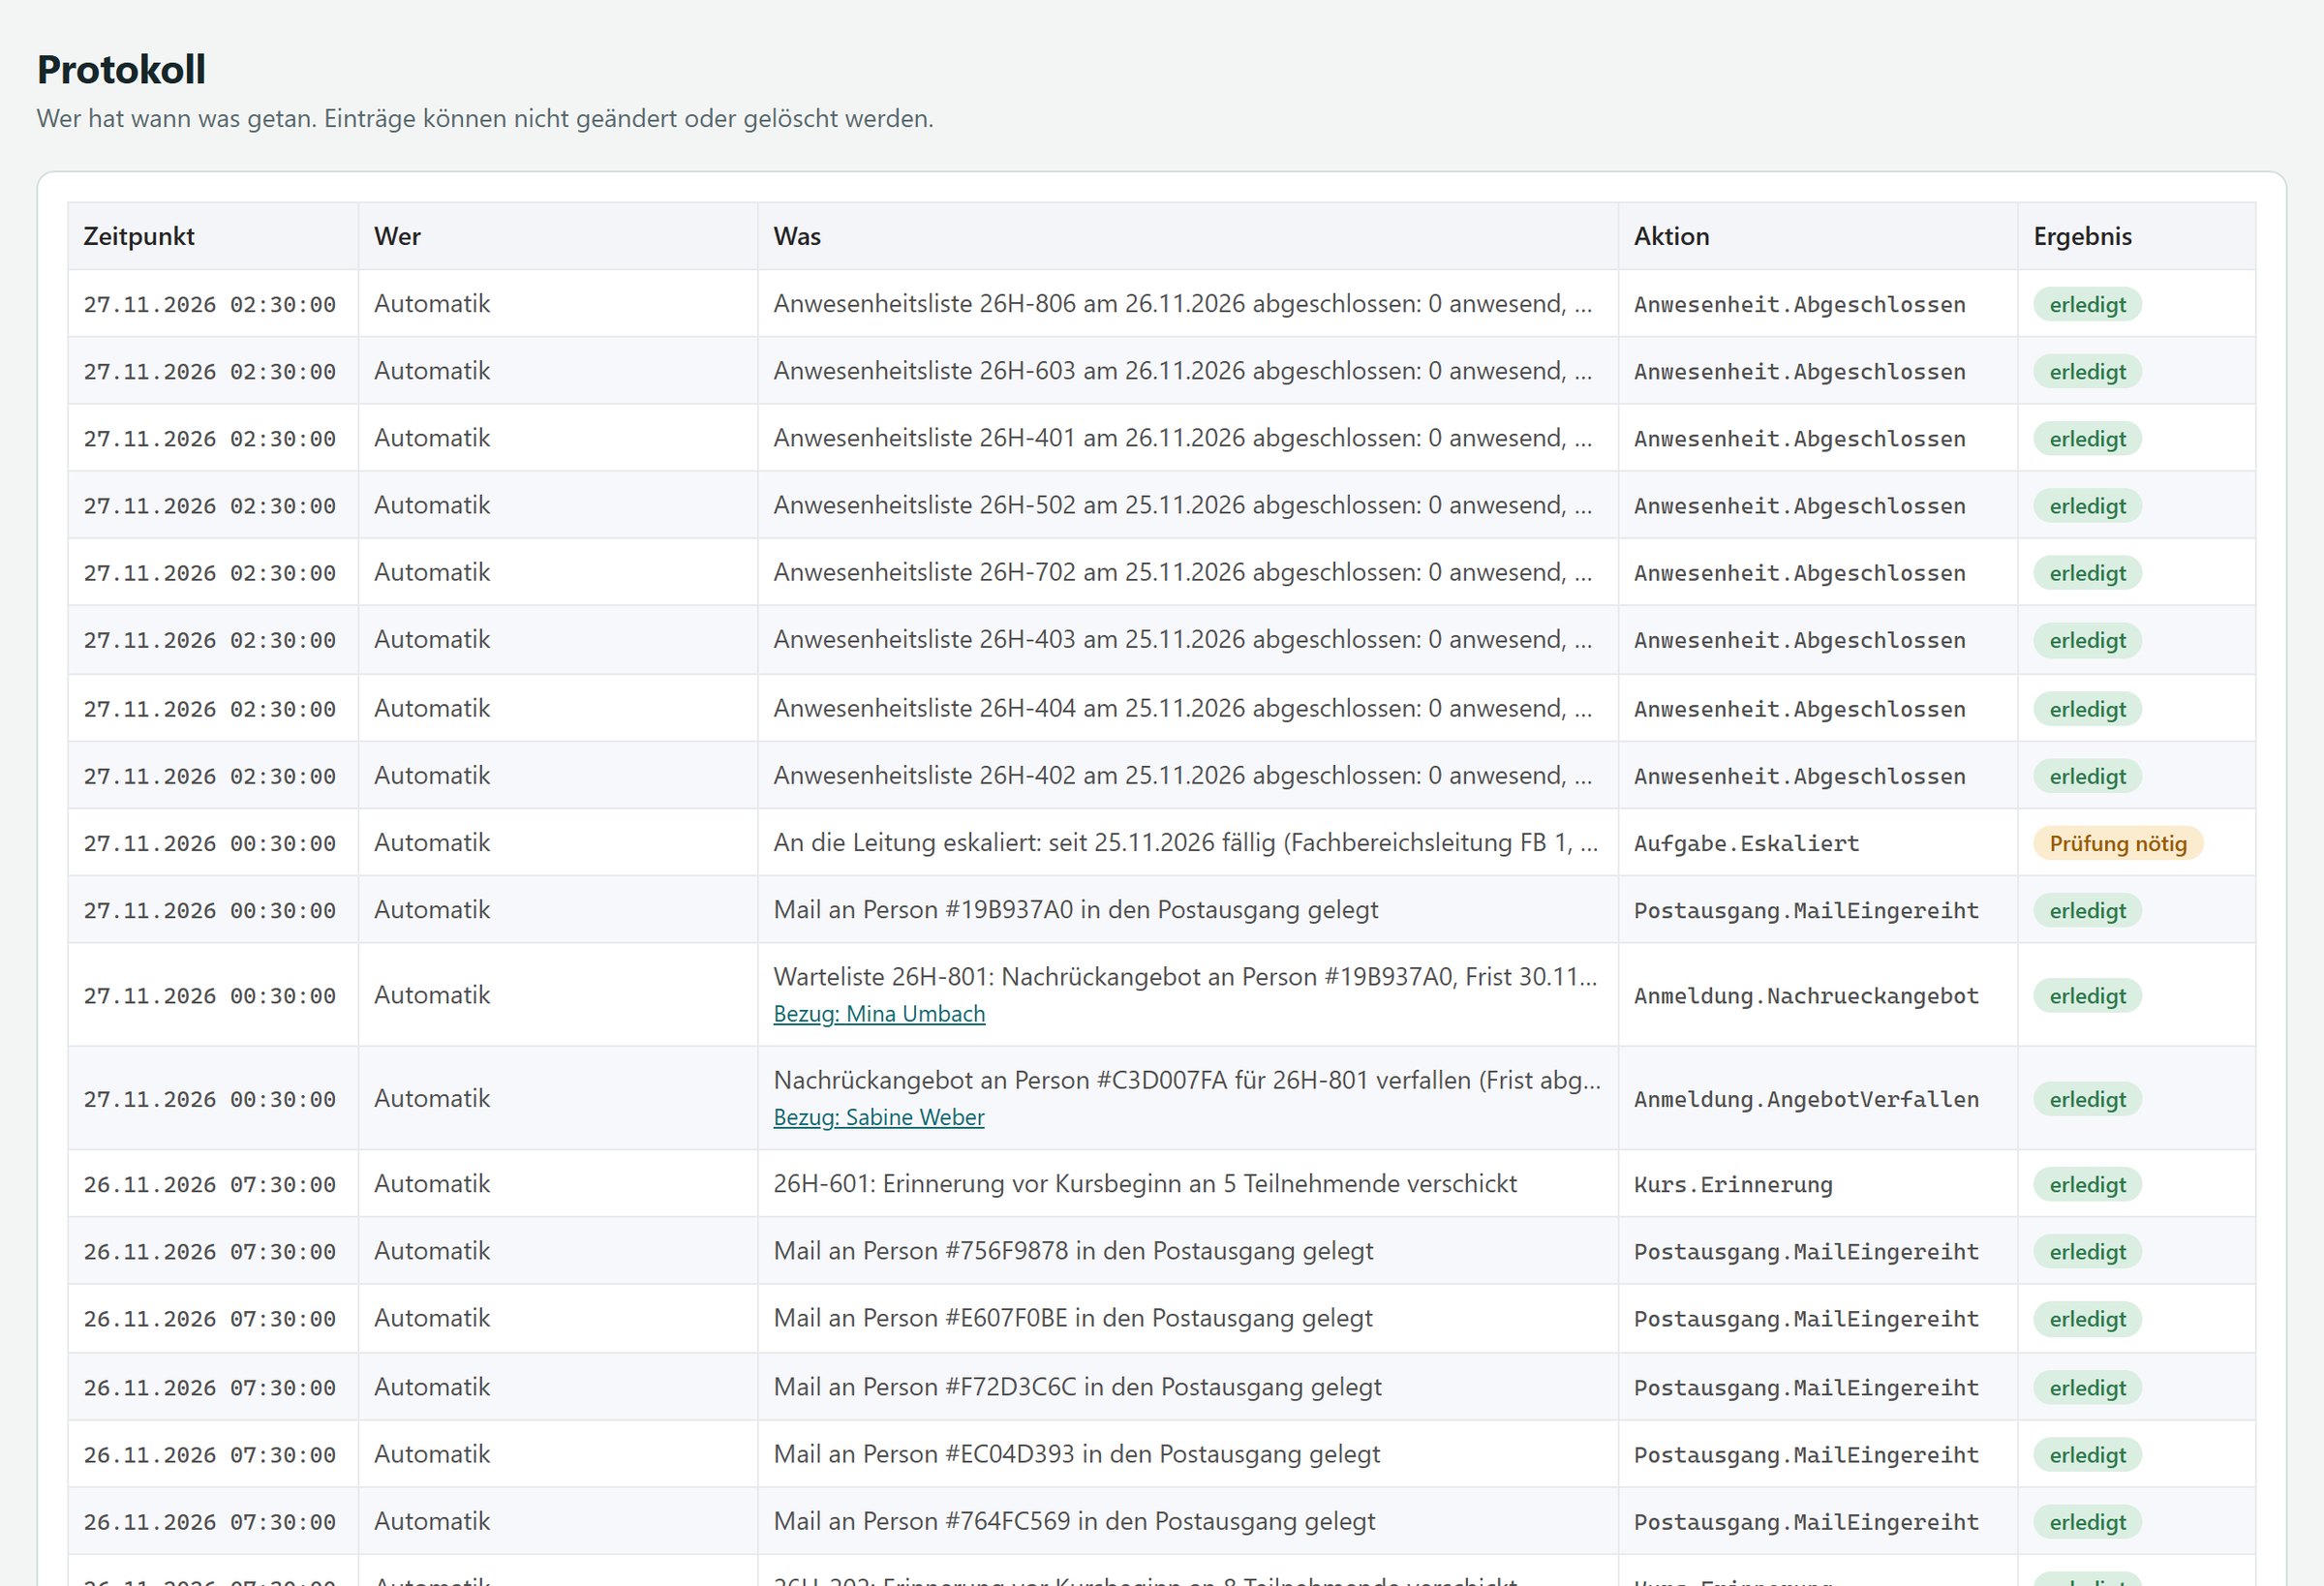 Protokoll
Wer hat wann was getan. Einträge können nicht geändert oder gelöscht werden.
Zeitpunkt Wer Was Aktion Ergebnis
27.11.2026 02:30:00 Automatik Anwesenheitsliste 26H-806 am 26.11.2026 abgeschlossen: 0 anwesend, ... Anwesenheit.Abgeschlossen erledigt
27.11.2026 02:30:00 Automatik Anwesenheitsliste 26H-603 am 26.11.2026 abgeschlossen: 0 anwesend, ... Anwesenheit.Abgeschlossen erledigt
27.11.2026 02:30:00 Automatik Anwesenheitsliste 26H-401 am 26.11.2026 abgeschlossen: 0 anwesend, ... Anwesenheit.Abgeschlossen erledigt
27.11.2026 02:30:00 Automatik Anwesenheitsliste 26H-502 am 25.11.2026 abgeschlossen: 0 anwesend, ... Anwesenheit.Abgeschlossen erledigt
27.11.2026 02:30:00 Automatik Anwesenheitsliste 26H-702 am 25.11.2026 abgeschlossen: 0 anwesend, ... Anwesenheit.Abgeschlossen erledigt
27.11.2026 02:30:00 Automatik Anwesenheitsliste 26H-403 am 25.11.2026 abgeschlossen: 0 anwesend, ... Anwesenheit.Abgeschlossen erledigt
27.11.2026 02:30:00 Automatik Anwesenheitsliste 26H-404 am 25.11.2026 abgeschlossen: 0 anwesend, ... Anwesenheit.Abgeschlossen erledigt
27.11.2026 02:30:00 Automatik Anwesenheitsliste 26H-402 am 25.11.2026 abgeschlossen: 0 anwesend, ... Anwesenheit.Abgeschlossen erledigt
27.11.2026 00:30:00 Automatik An die Leitung eskaliert: seit 25.11.2026 fällig (Fachbereichsleitung FB 1, ... Aufgabe.Eskaliert Prüfung nötig
27.11.2026 00:30:00 Automatik Mail an Person #19B937A0 in den Postausgang gelegt Postausgang.MailEingereiht erledigt
27.11.2026 00:30:00 Automatik Warteliste 26H-801: Nachrückangebot an Person #19B937A0, Frist 30.11... Anmeldung.Nachrueckangebot erledigt
Bezug: Mina Umbach
27.11.2026 00:30:00 Automatik Nachrückangebot an Person #C3D007FA für 26H-801 verfallen (Frist abg... Anmeldung.AngebotVerfallen erledigt
Bezug: Sabine Weber
26.11.2026 07:30:00 Automatik 26H-601: Erinnerung vor Kursbeginn an 5 Teilnehmende verschickt Kurs.Erinnerung erledigt
26.11.2026 07:30:00 Automatik Mail an Person #756F9878 in den Postausgang gelegt Postausgang.MailEingereiht erledigt
26.11.2026 07:30:00 Automatik Mail an Person #E607F0BE in den Postausgang gelegt Postausgang.MailEingereiht erledigt
26.11.2026 07:30:00 Automatik Mail an Person #F72D3C6C in den Postausgang gelegt Postausgang.MailEingereiht erledigt
26.11.2026 07:30:00 Automatik Mail an Person #EC04D393 in den Postausgang gelegt Postausgang.MailEingereiht erledigt
26.11.2026 07:30:00 Automatik Mail an Person #764FC569 in den Postausgang gelegt Postausgang.MailEingereiht erledigt